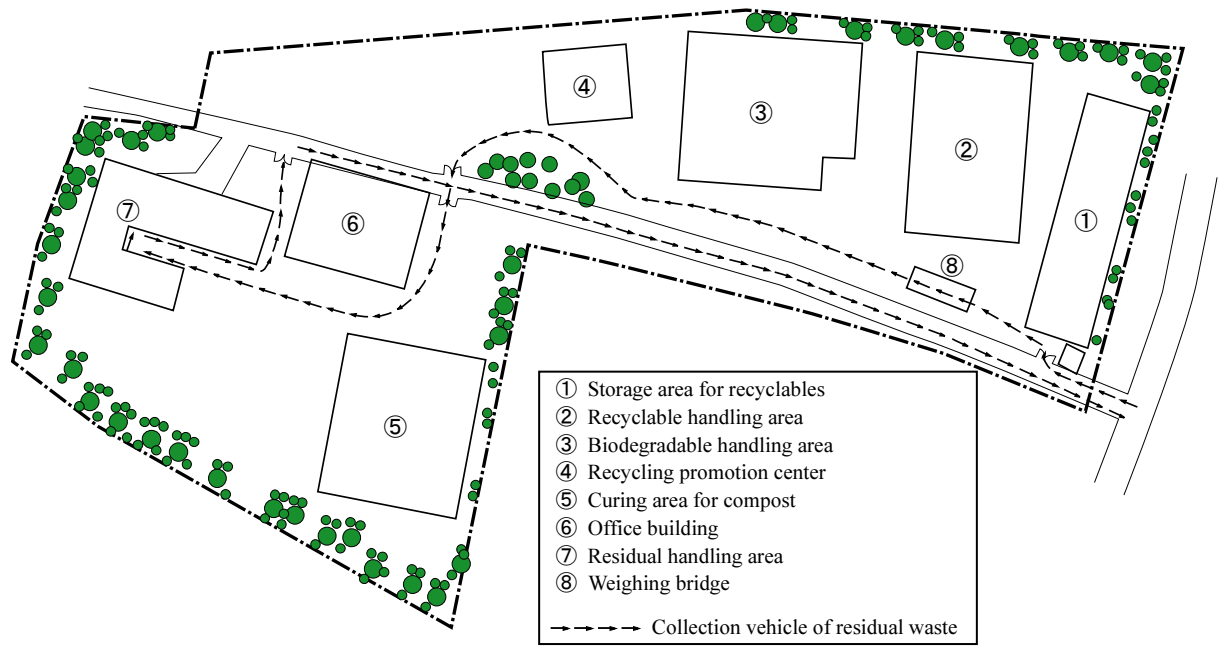 ④
③
②
①
⑦
⑥
⑧
⑤
① Storage area for recyclables
② Recyclable handling area
③ Biodegradable handling area
④ Recycling promotion center
⑤ Curing area for compost
⑥ Office building
⑦ Residual handling area
⑧ Weighing bridge
Collection vehicle of residual waste